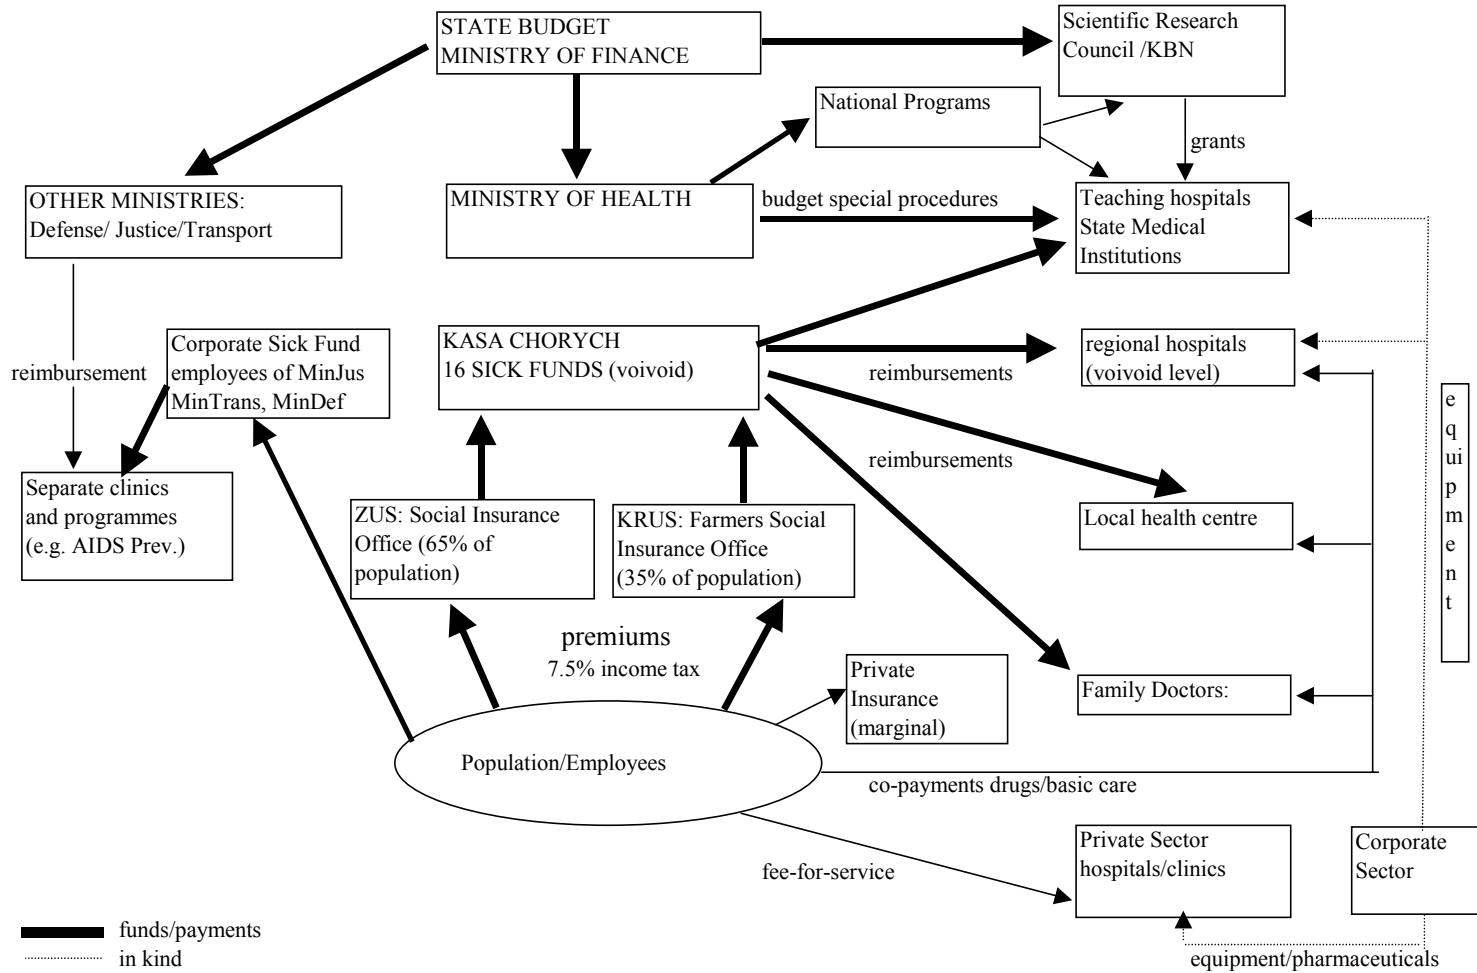 STATE BUDGET
MINISTRY OF FINANCE
Scientific Research
Council /KBN
National Programs
grants
OTHER MINISTRIES:
Defense/ Justice/Transport
MINISTRY OF HEALTH
budget special procedures
Teaching hospitals
State Medical
Institutions
reimbursement
Corporate Sick Fund
employees of MinJus
MinTrans, MinDef
KASA CHORYCH
16 SICK FUNDS (voivod)
reimbursements
regional hospitals
(voivod level)
reimbursements
e
q
ui
p
m
e
n
t
Separate clinics
and programmes
(e.g. AIDS Prev.)
ZUS: Social Insurance
Office (65% of
population)
KRUS: Farmers Social
Insurance Office
(35% of population)
Local health centre
premiums
7.5% income tax
Private
Insurance
(marginal)
Family Doctors:
Population/Employees
co-payments drugs/basic care
fee-for-service
Private Sector
hospitals/clinics
Corporate
Sector
funds/payments
in kind
equipment/pharmaceuticals